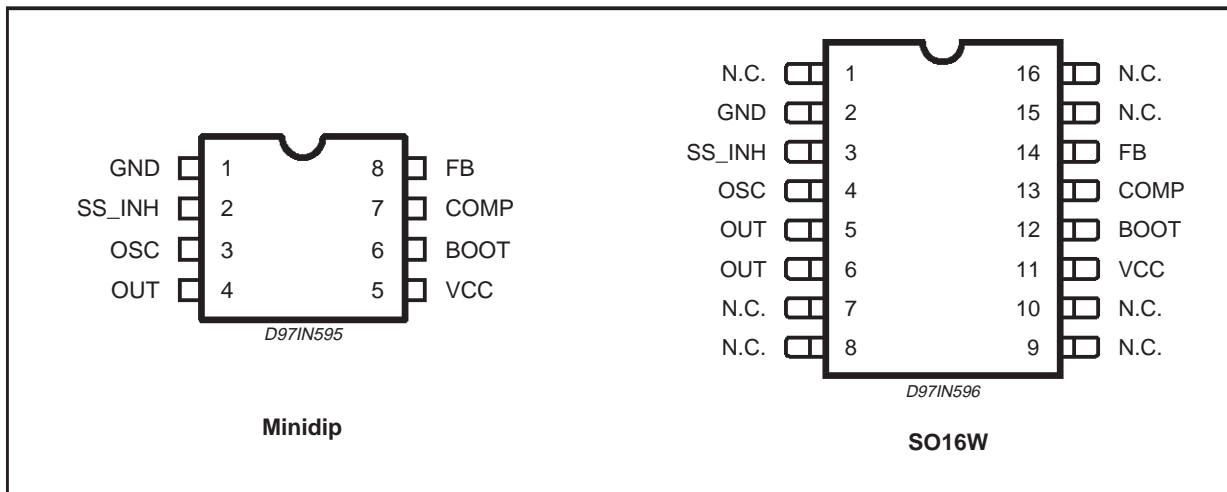 GND 1 8 FB
SS_INH 2 7 COMP
OSC 3 6 BOOT
OUT 4 5 VCC
D97IN595
Minidip
N.C. 1 16 N.C.
GND 2 15 N.C.
SS_INH 3 14 FB
OSC 4 13 COMP
OUT 5 12 BOOT
OUT 6 11 VCC
N.C. 7 10 N.C.
N.C. 8 9 N.C.
D97IN596
SO16W